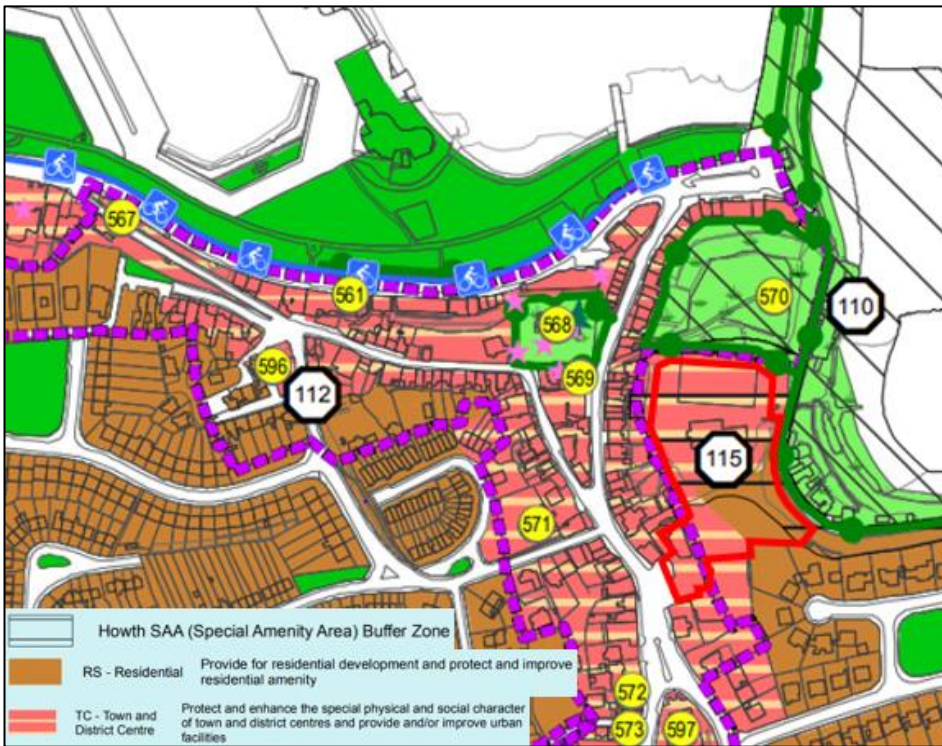 567
561
568
570
110
596
569
112
115
571
572
573
597
Howth SAA (Special Amenity Area) Buffer Zone
RS - Residential
Provide for residential development and protect and improve
residential amenity
TC - Town and
District Centre
Protect and enhance the special physical and social character
of town and district centres and provide and/or improve urban
facilities